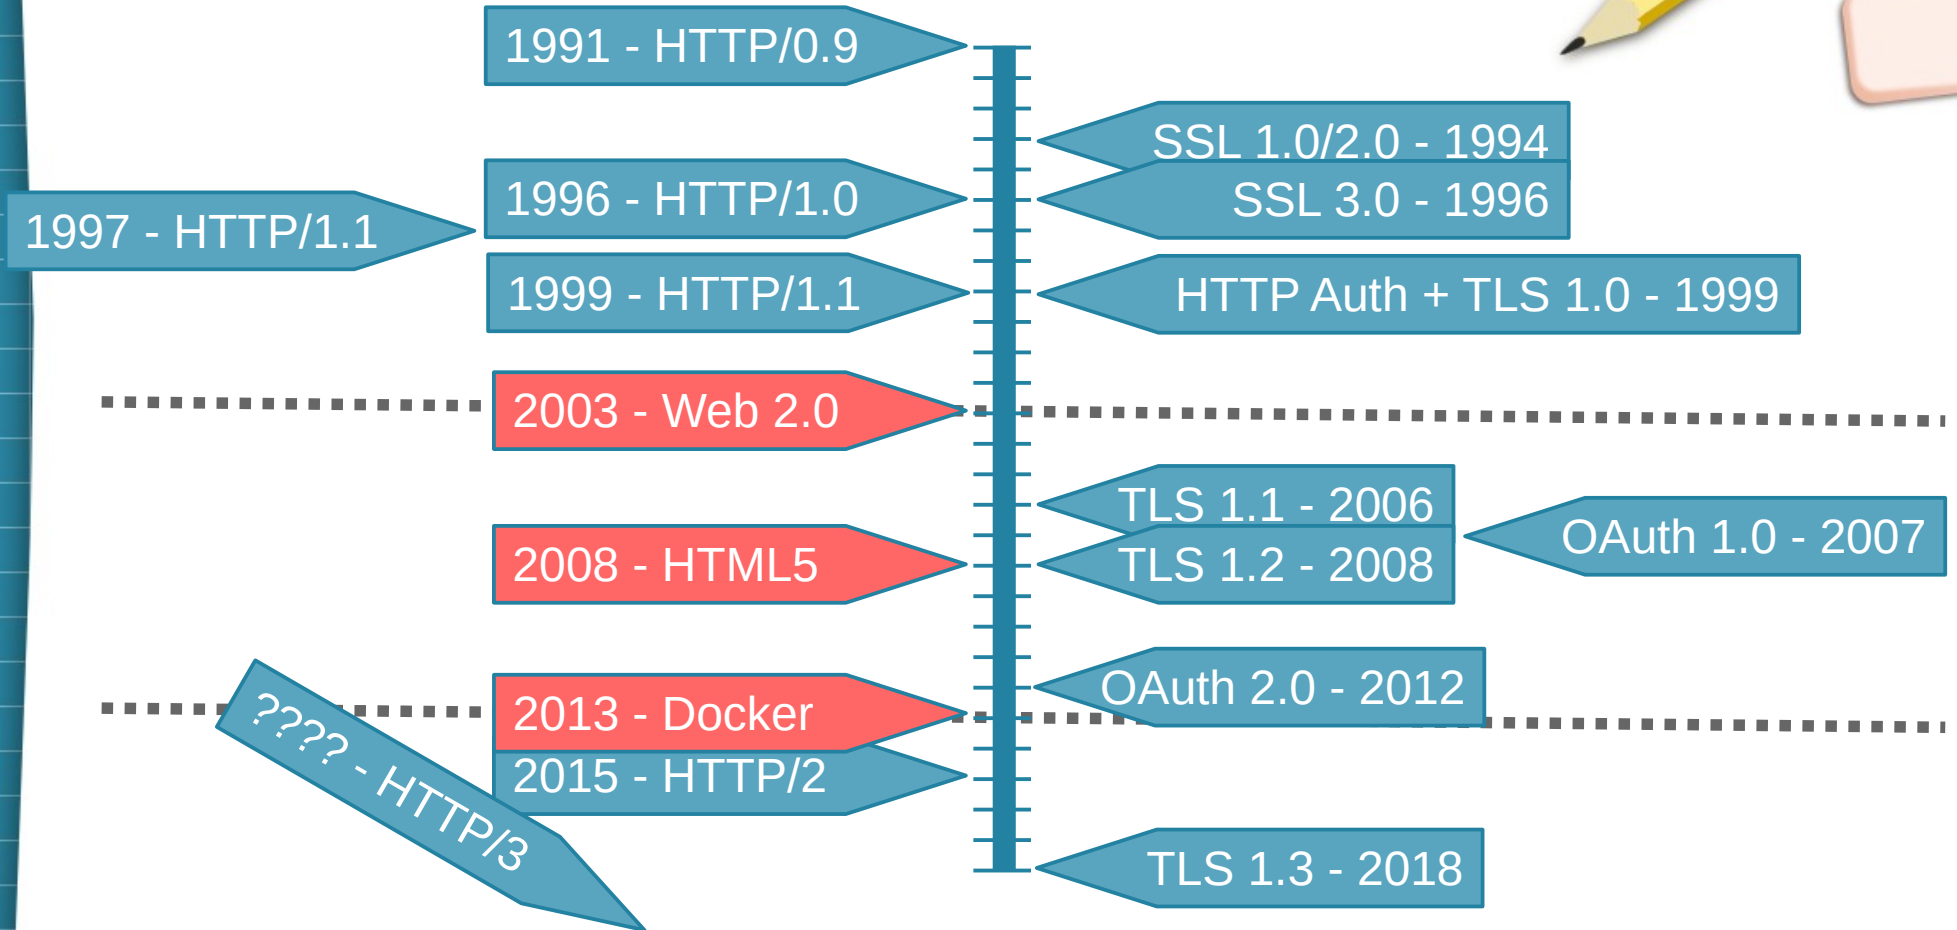 1991 - HTTP/0.9
SSL 1.0/2.0 - 1994
1996 - HTTP/1.0
SSL 3.0 - 1996
1997 - HTTP/1.1
1999 - HTTP/1.1
HTTP Auth + TLS 1.0 - 1999
2003 - Web 2.0
TLS 1.1 - 2006
OAuth 1.0 - 2007
2008 - HTML5
TLS 1.2 - 2008
OAuth 2.0 - 2012
2013 - Docker
2015 - HTTP/2
???? - HTTP/3
TLS 1.3 - 2018